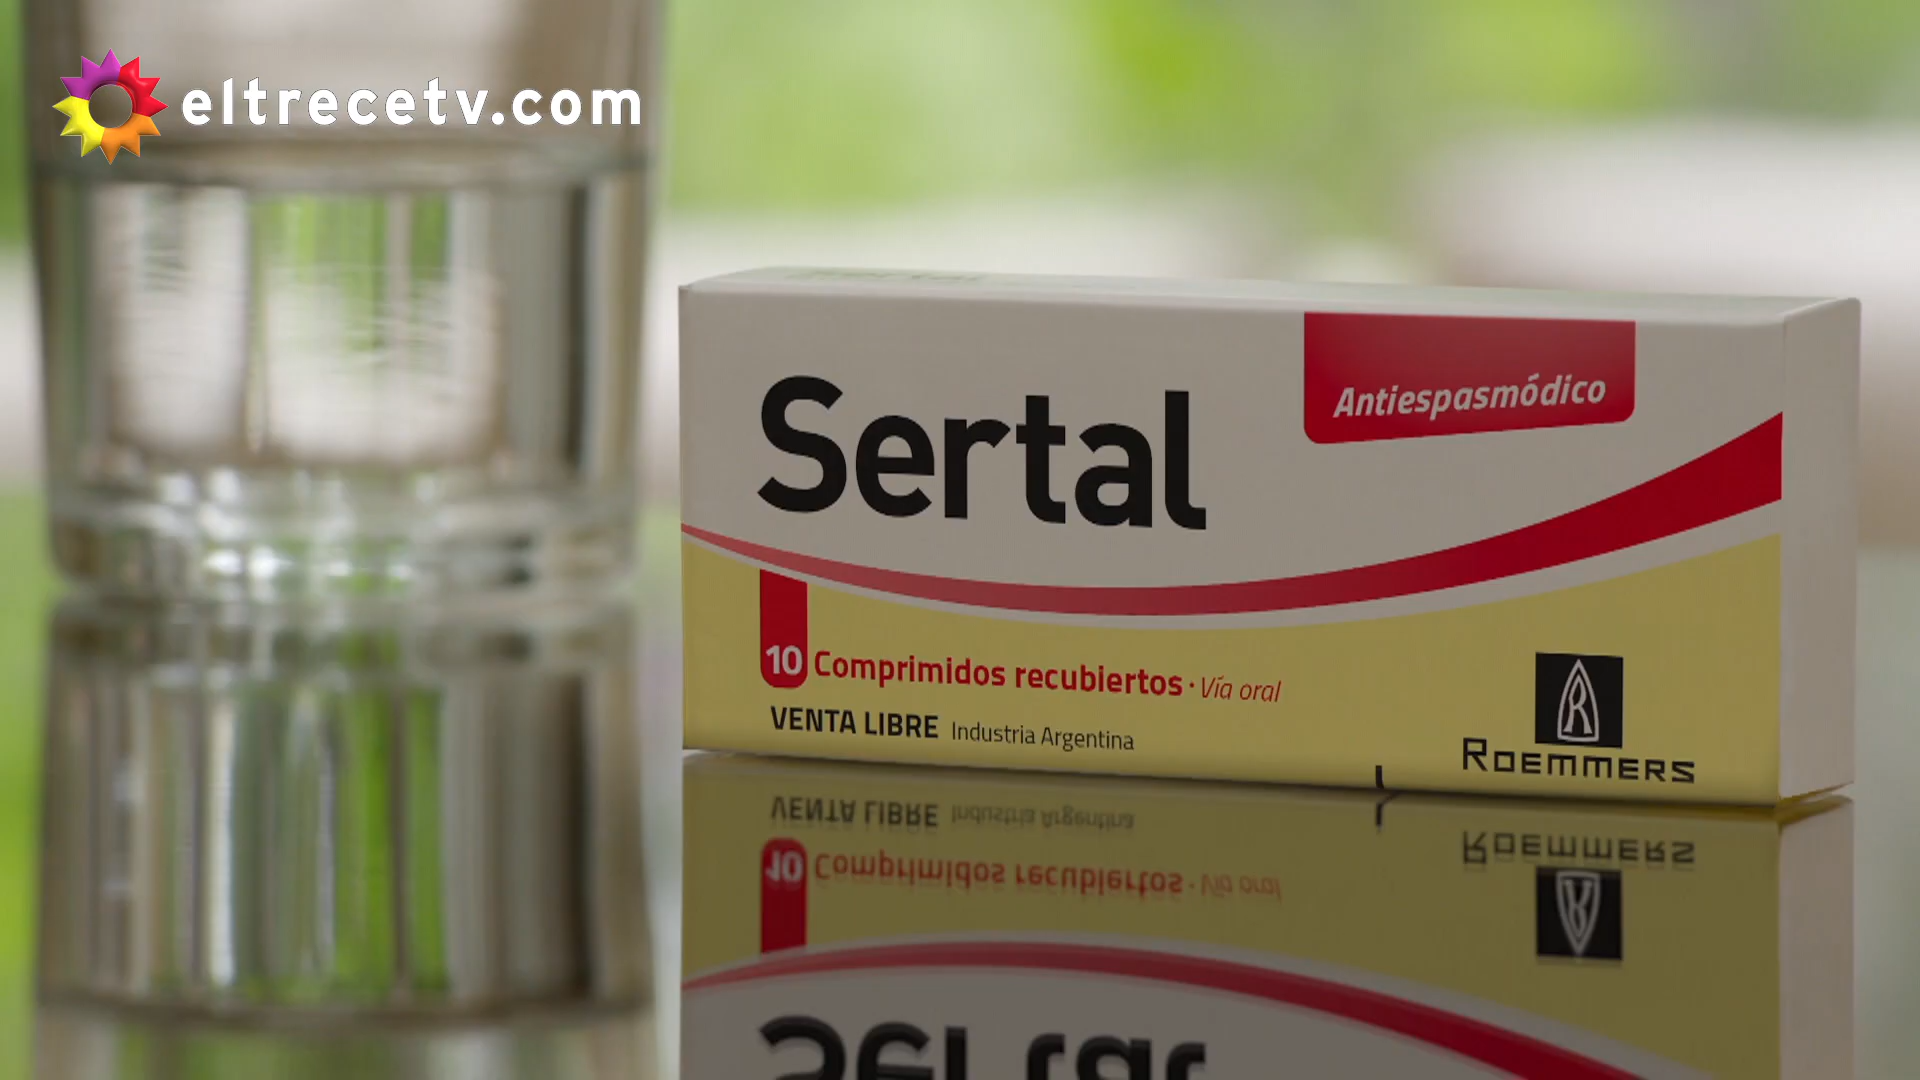 eltrecetv.com
Antiespasmódico
Sertal
10 Comprimidos recubiertos · Vía oral
VENTA LIBRE Industria Argentina
ROEMMERS